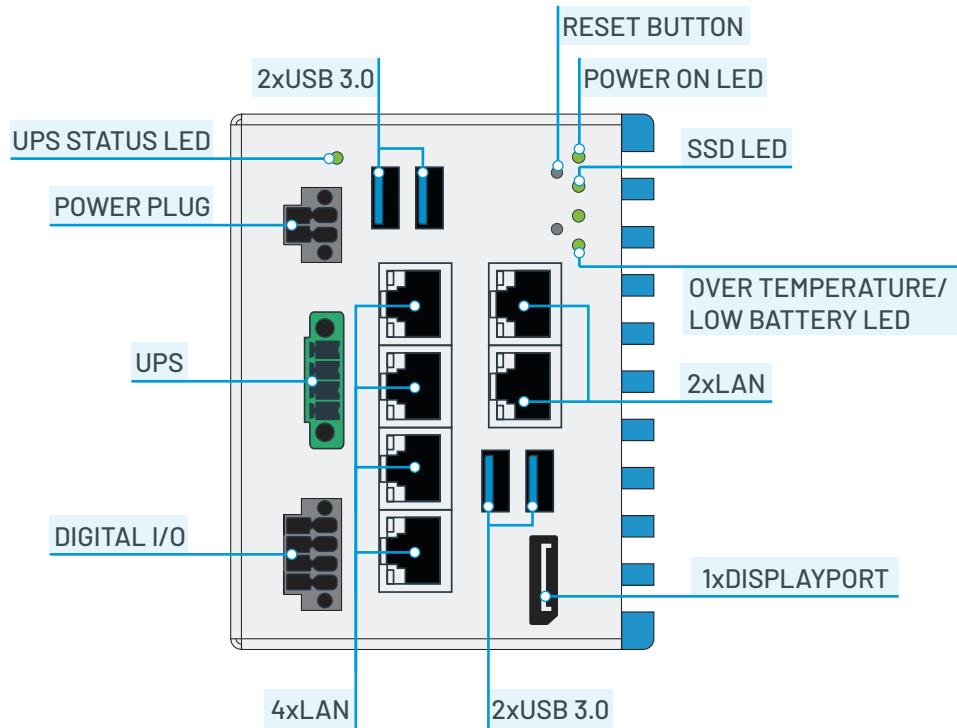 RESET BUTTON
2xUSB 3.0
POWER ON LED
UPS STATUS LED
SSD LED
POWER PLUG
OVER TEMPERATURE/
LOW BATTERY LED
UPS
2xLAN
DIGITAL I/O
1xDISPLAYPORT
4xLAN
2xUSB 3.0